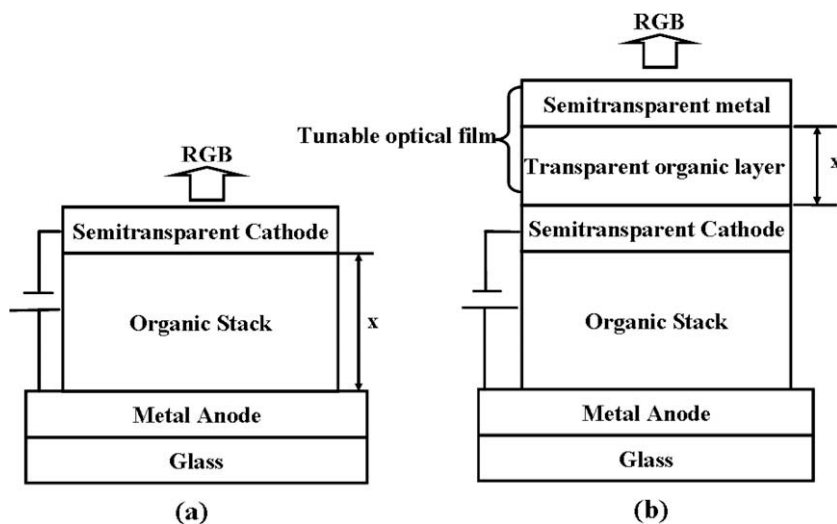 RGB
Semitransparent Cathode
Organic Stack
x
Metal Anode
Glass
(a)
RGB
Tunable optical film
Semitransparent metal
Transparent organic layer
x
Semitransparent Cathode
Organic Stack
Metal Anode
Glass
(b)